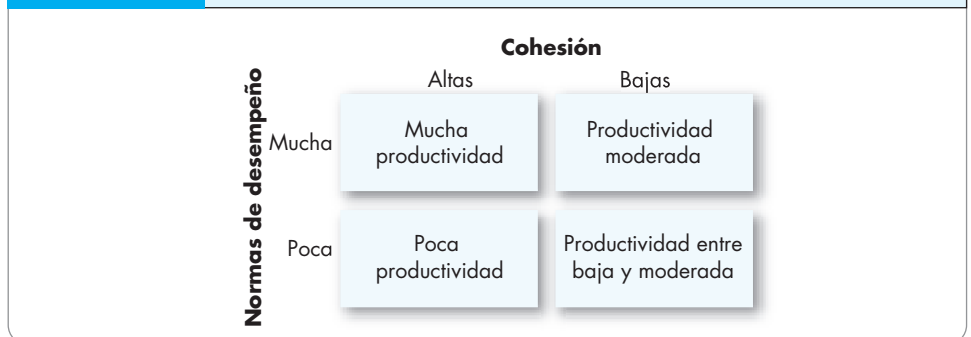 Cohesión
Altas
Bajas
Normas de desempeño
Mucha
Mucha
productividad
Productividad
moderada
Poca
Poca
productividad
Productividad entre
baja y moderada